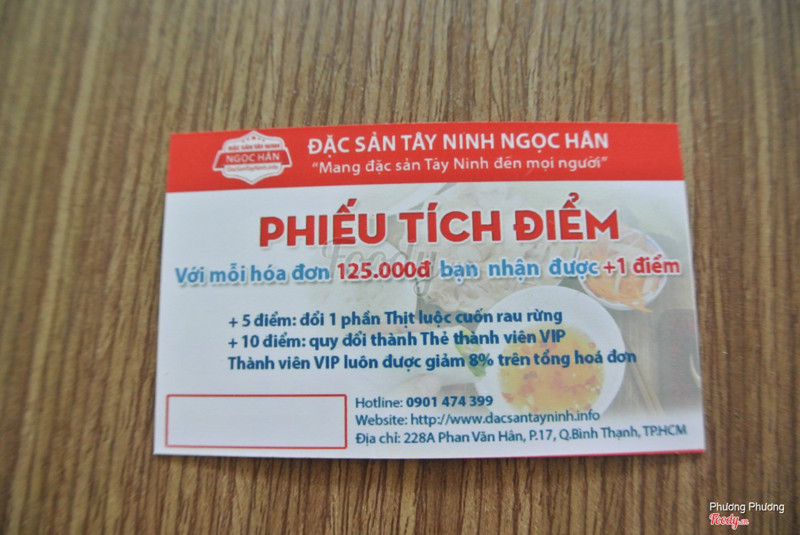 ĐẶC SẢN TÂY NINH
NGỌC HÂN
DacSanTayNinh.info
ĐẶC SẢN TÂY NINH NGỌC HÂN
“Mang đặc sản Tây Ninh đến mọi người”
PHIẾU TÍCH ĐIỂM
Foody
Với mỗi hóa đơn 125.000đ bạn nhận được +1 điểm
+ 5 điểm: đổi 1 phần Thịt luộc cuốn rau rừng
+ 10 điểm: quy đổi thành Thẻ thành viên VIP
Thành viên VIP luôn được giảm 8% trên tổng hoá đơn
Hotline: 0901 474 399
Website: http://www.dacsantayninh.info
Địa chỉ: 228A Phan Văn Hân, P.17, Q.Bình Thạnh, TP.HCM
Phương Phương
Foody.vn